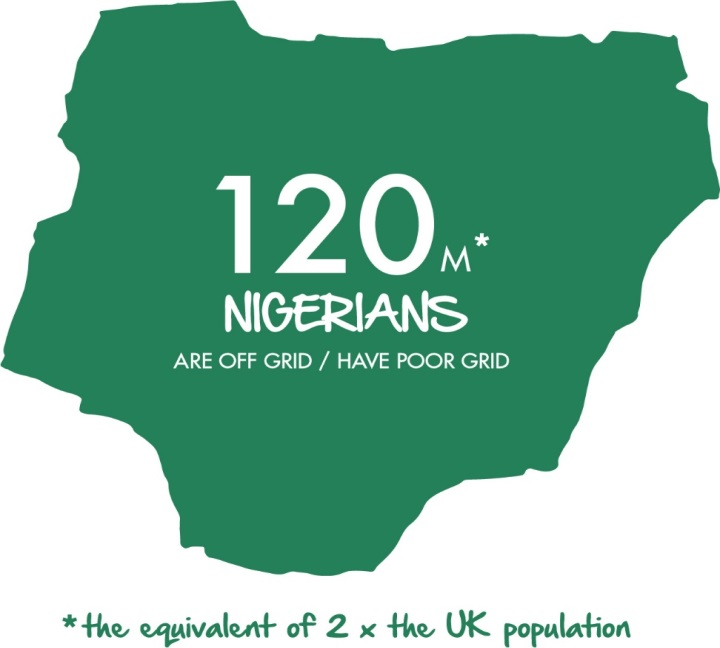 120M*
NIGERIANS
ARE OFF GRID / HAVE POOR GRID
*the equivalent of 2 x the UK population